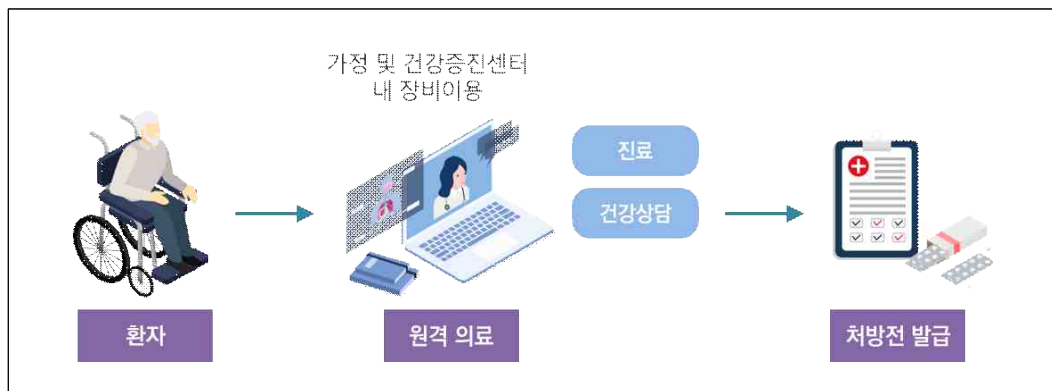 가정 및 건강증진센터
내 장비이용
진료
건강상담
환자
원격 의료
처방전 발급